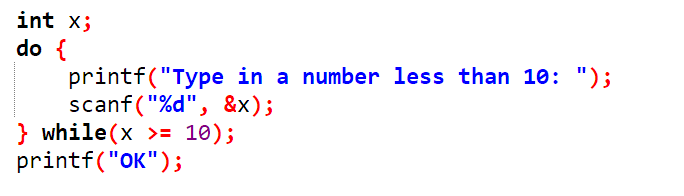 int x;
do {
    printf("Type in a number less than 10: ");
    scanf("%d", &x);
} while(x >= 10);
printf("OK");